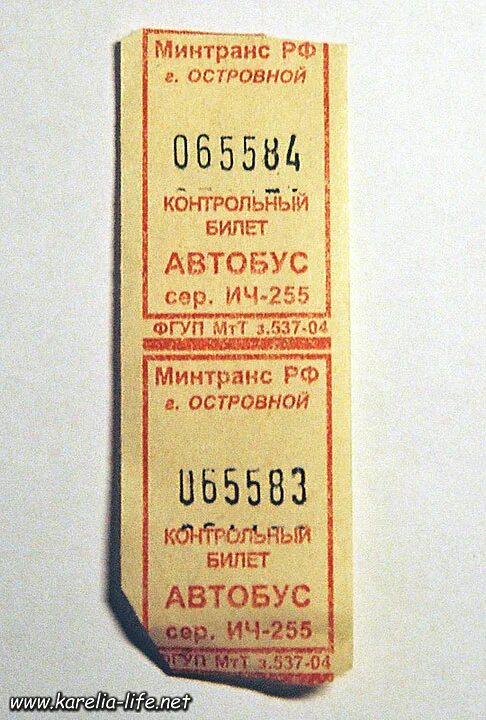 Минтранс РФ
г. ОСТРОВНОЙ
065584
КОНТРОЛЬНЫЙ
БИЛЕТ
АВТОБУС
сер. ИЧ-255
ФГУП МтТ з.537-04
Минтранс РФ
г. ОСТРОВНОЙ
065583
КОНТРОЛЬНЫЙ
БИЛЕТ
АВТОБУС
сер. ИЧ-255
ФГУП МтТ з.537-04
www.karelia-life.net